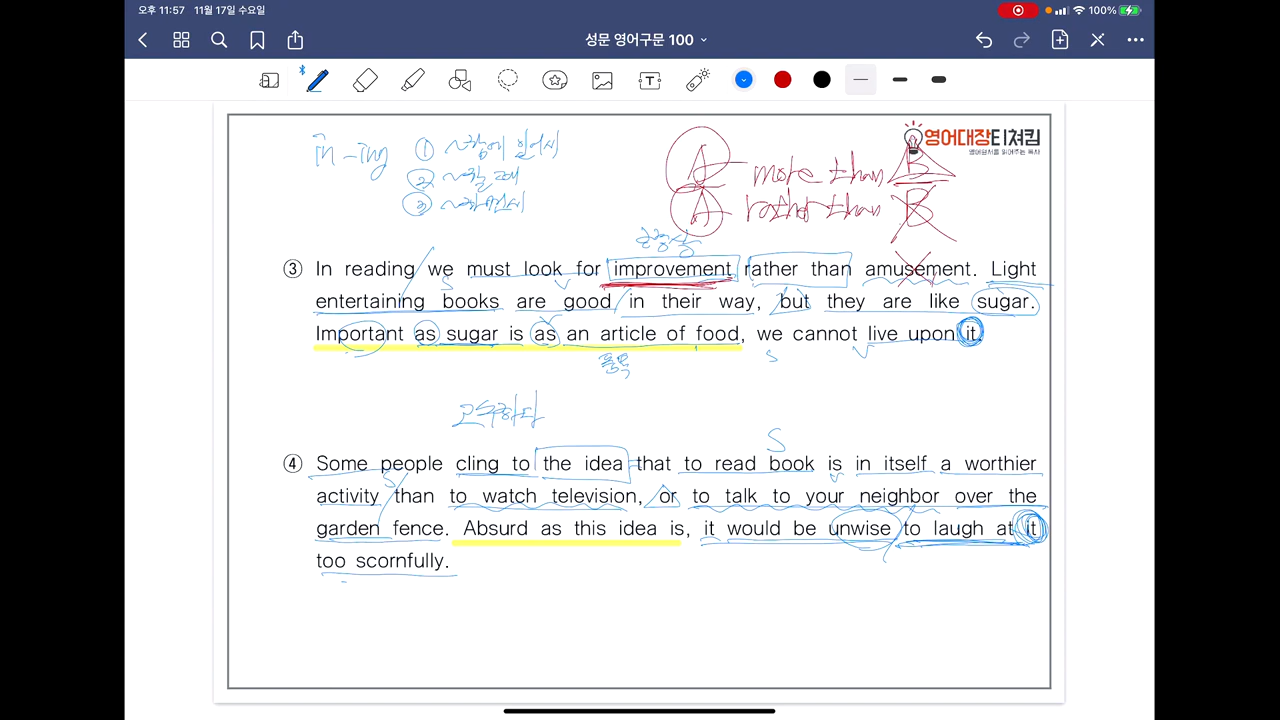 오후 11:57 11월 17일 수요일
100%
성문 영어구문 100
영어대장티쳐킴
in -ing ① ~함에 있어서
② ~할 때
③ ~하면서
A more than B
A rather than B
③ In reading we must look for improvement rather than amusement. Light
entertaining books are good in their way, but they are like sugar.
Important as sugar is as an article of food, we cannot live upon it.
S
V
S
V
품목
고수하다
S
④ Some people cling to the idea that to read book is in itself a worthier
S
V
activity than to watch television, or to talk to your neighbor over the
garden fence. Absurd as this idea is, it would be unwise to laugh at it
too scornfully.